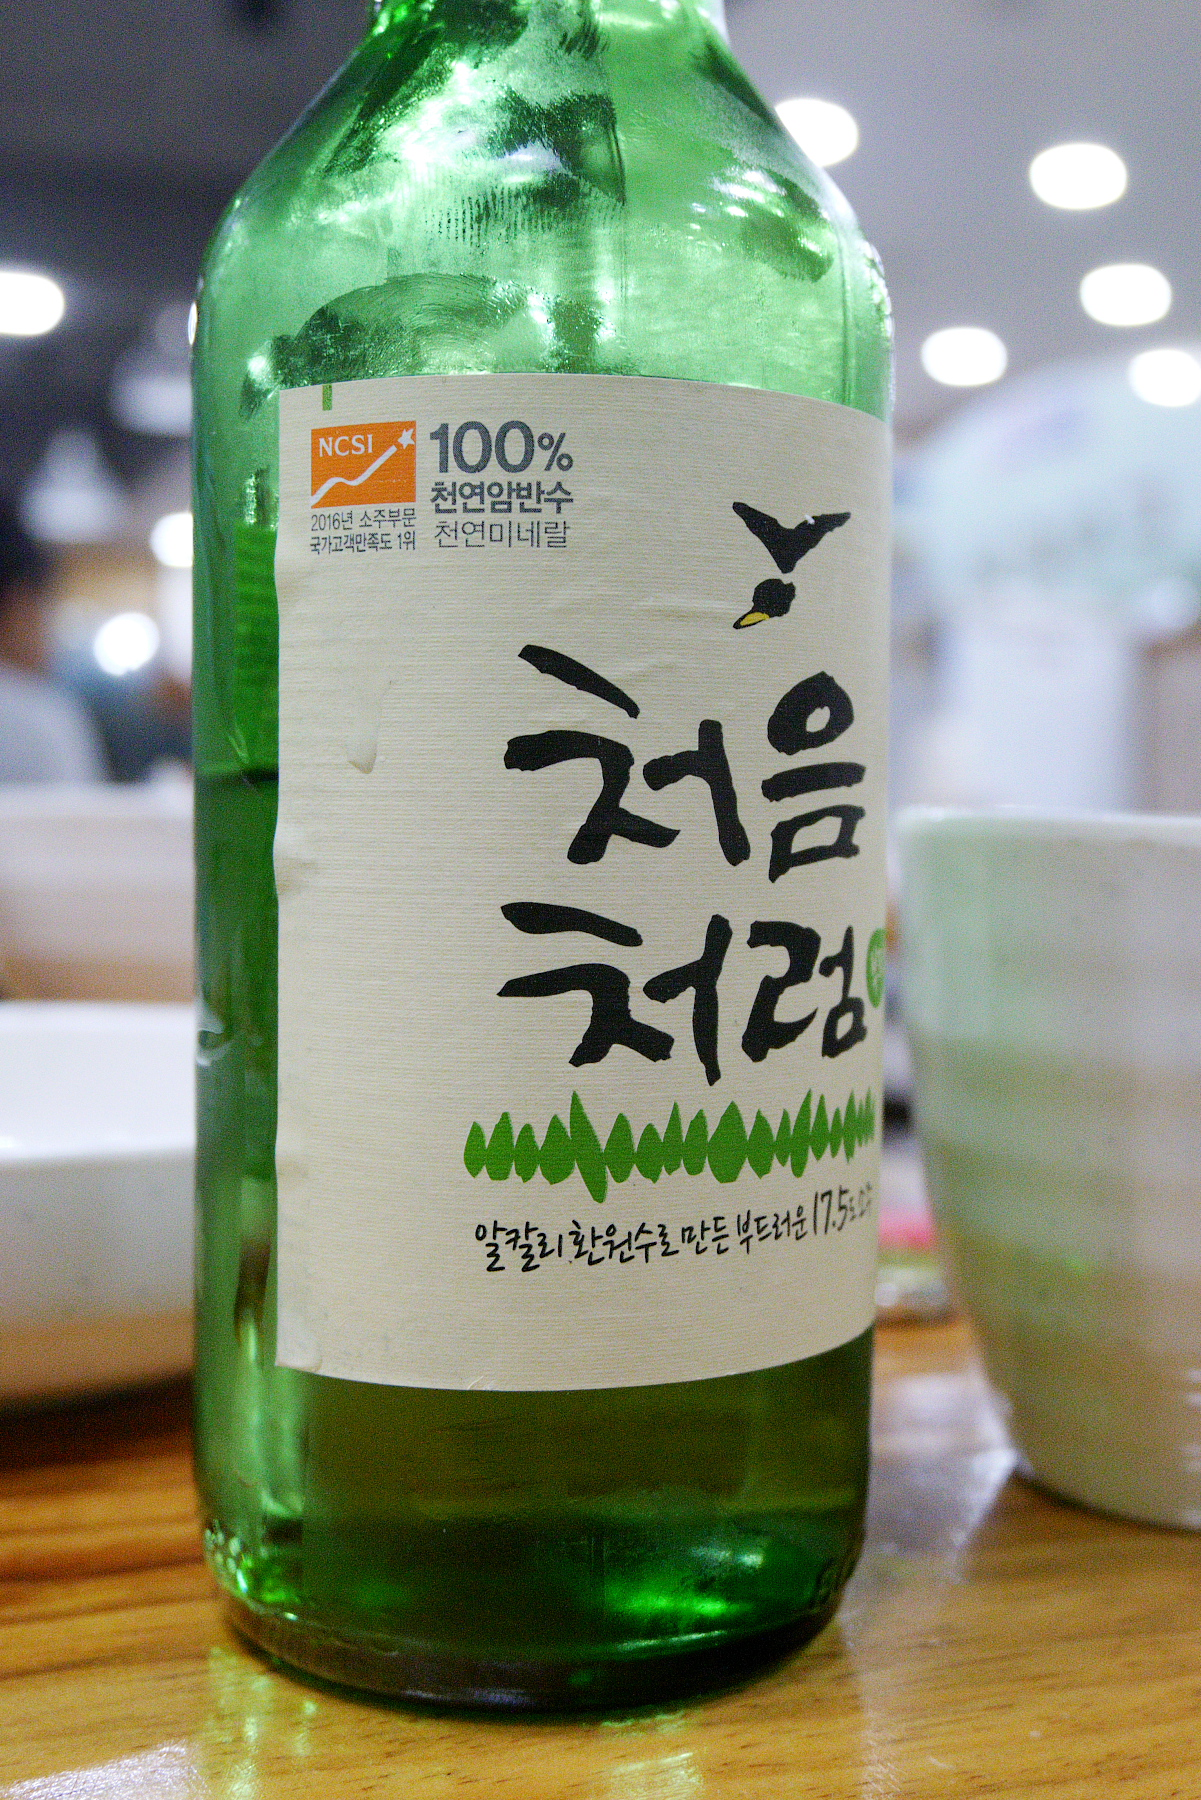 NCSI
2016년 소주부문
국가고객만족도 1위
100%
천연암반수
천연미네랄
처음
처럼
알칼리 환원수로 만든 부드러운 17.5도